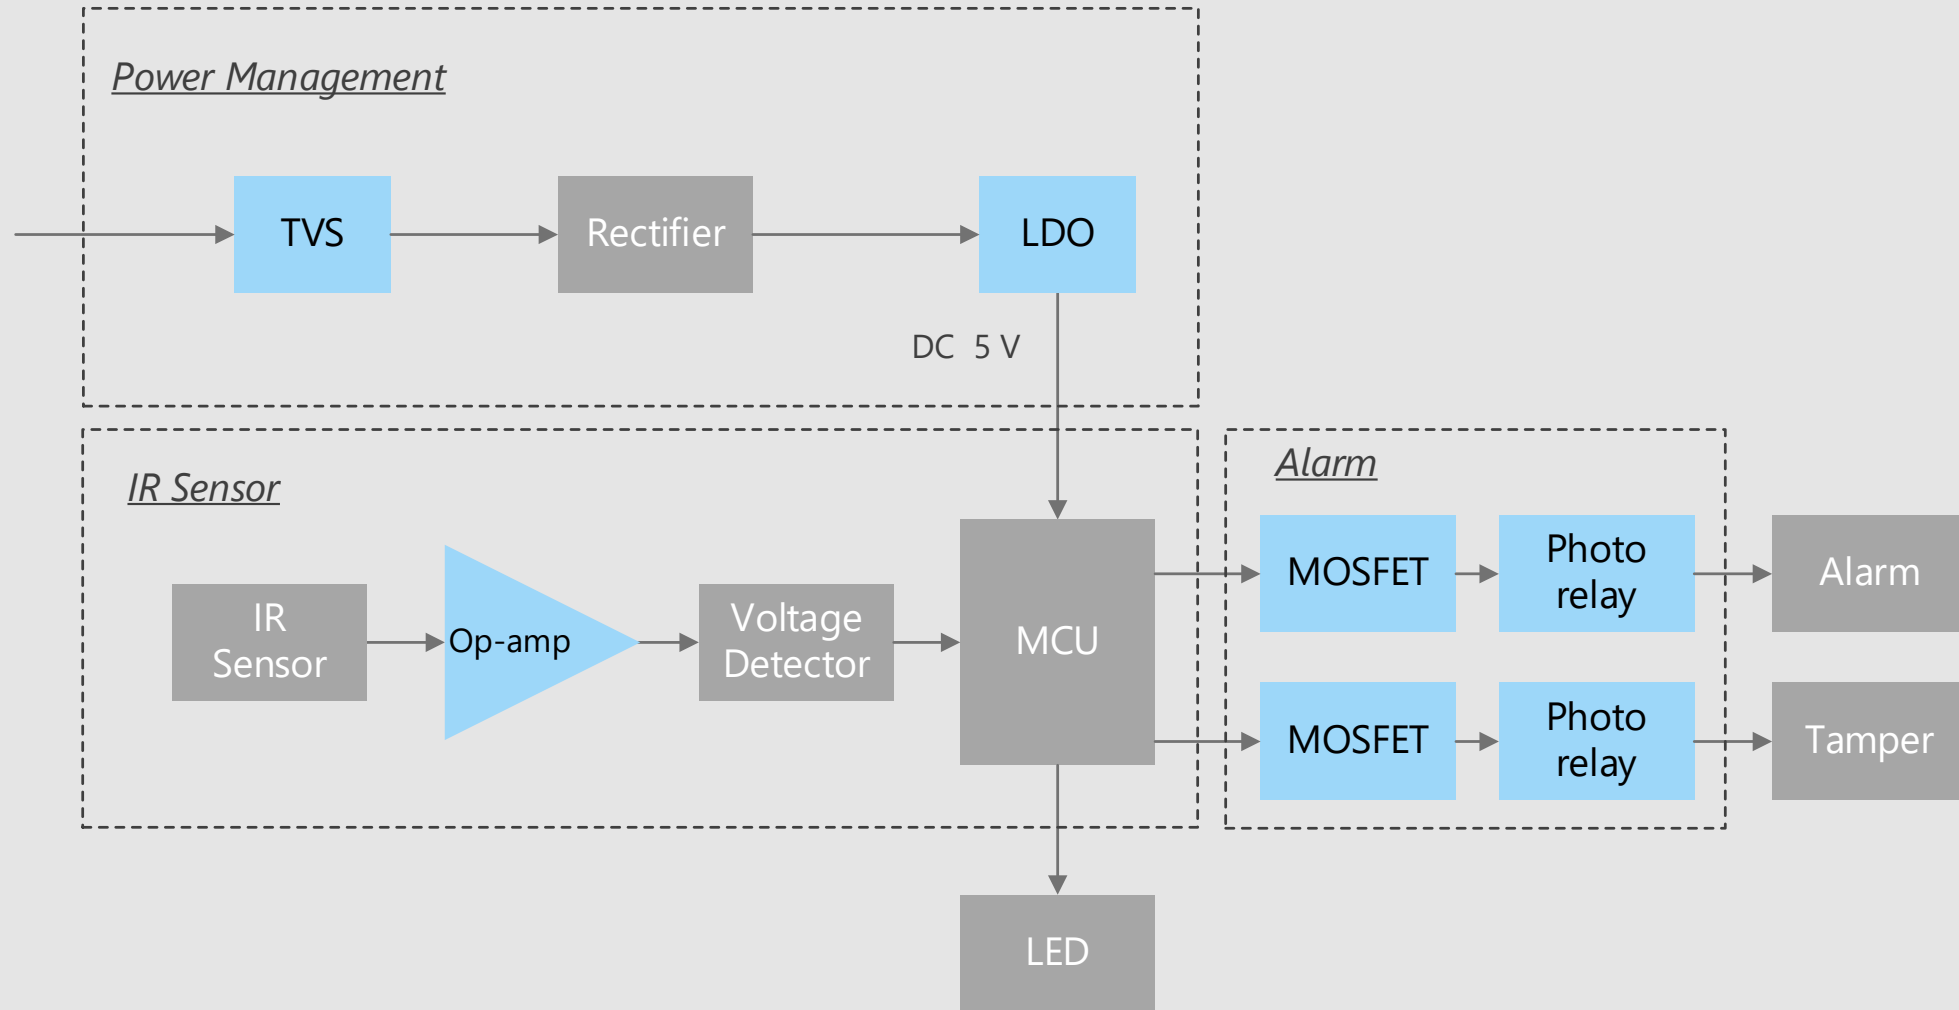 Power Management
TVS
Rectifier
LDO
DC 5 V
IR Sensor
IR
Sensor
Op-amp
Voltage
Detector
MCU
Alarm
MOSFET
Photo
relay
Alarm
MOSFET
Photo
relay
Tamper
LED